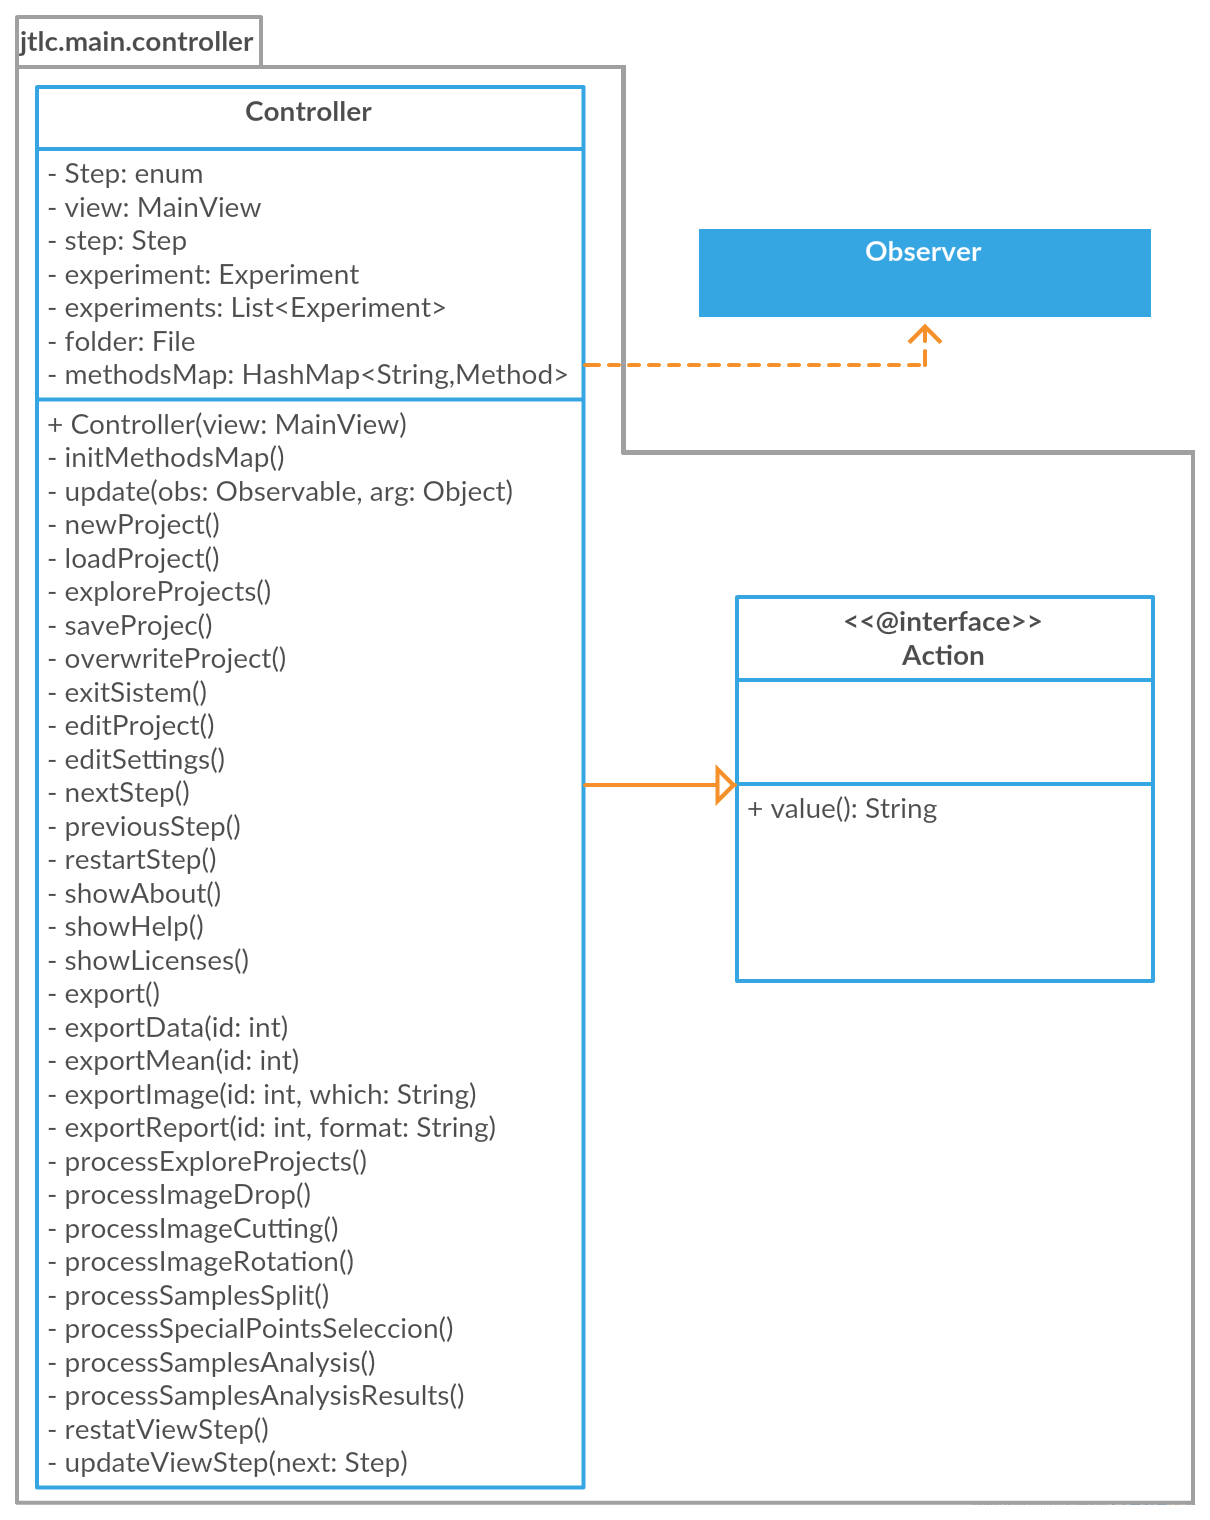 jtlc.main.controller
Controller
- Step: enum
- view: MainView
- step: Step
- experiment: Experiment
- experiments: List<Experiment>
- folder: File
- methodsMap: HashMap<String,Method>
+ Controller(view: MainView)
- initMethodsMap()
- update(obs: Observable, arg: Object)
- newProject()
- loadProject()
- exploreProjects()
- saveProjec()
- overwriteProject()
- exitSistem()
- editProject()
- editSettings()
- nextStep()
- previousStep()
- restartStep()
- showAbout()
- showHelp()
- showLicenses()
- export()
- exportData(id: int)
- exportMean(id: int)
- exportImage(id: int, which: String)
- exportReport(id: int, format: String)
- processExploreProjects()
- processImageDrop()
- processImageCutting()
- processImageRotation()
- processSamplesSplit()
- processSpecialPointsSeleccion()
- processSamplesAnalysis()
- processSamplesAnalysisResults()
- restatViewStep()
- updateViewStep(next: Step)
Observer
<<@interface>>
Action
+ value(): String